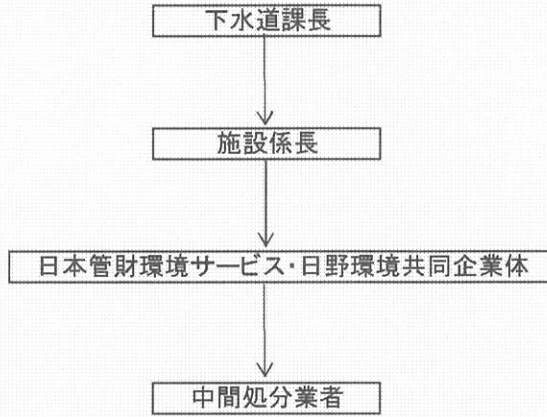 下水道課長
施設係長
日本管財環境サービス・日野環境共同企業体
中間処分業者